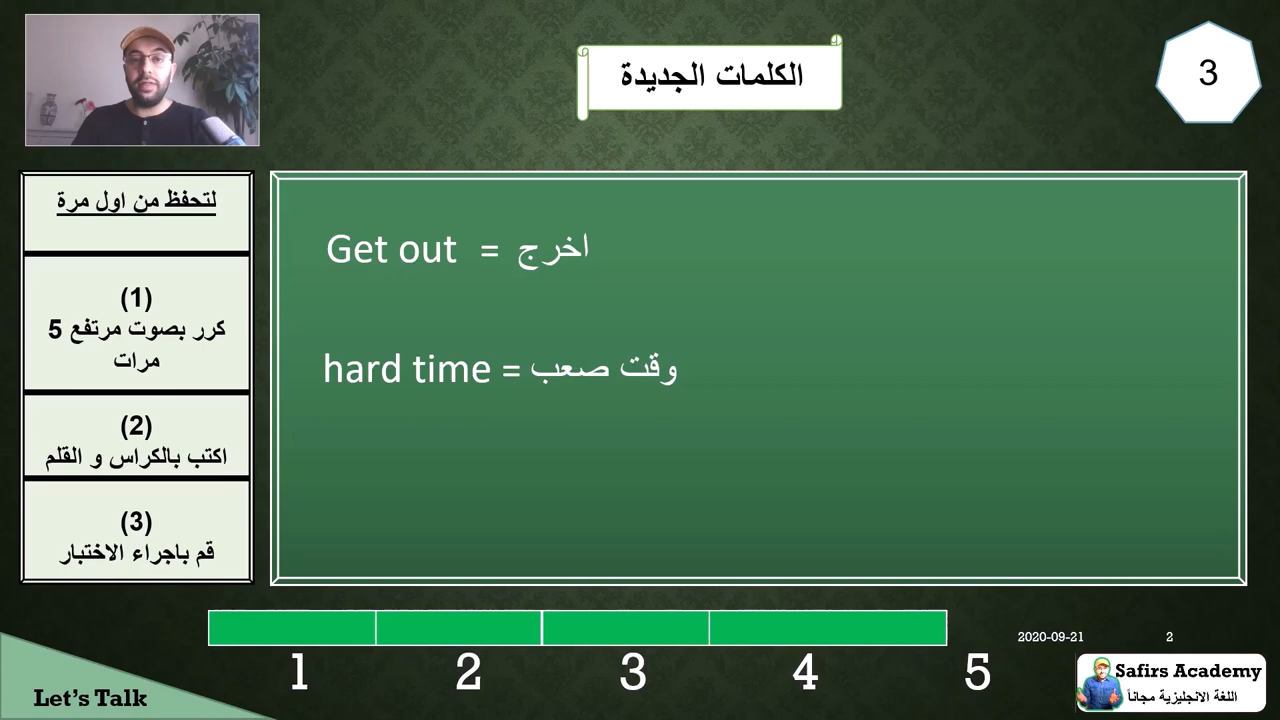 الكلمات الجديدة
3
لتحفظ من اول مرة
(1)
كرر بصوت مرتفع 5
مرات
(2)
اكتب بالكراس و القلم
(3)
قم باجراء الاختبار
Get out = اخرج
hard time = وقت صعب
1 2 3 4 5
2020-09-21 2
Let's Talk
Safirs Academy
اللغة الانجليزية مجاناً